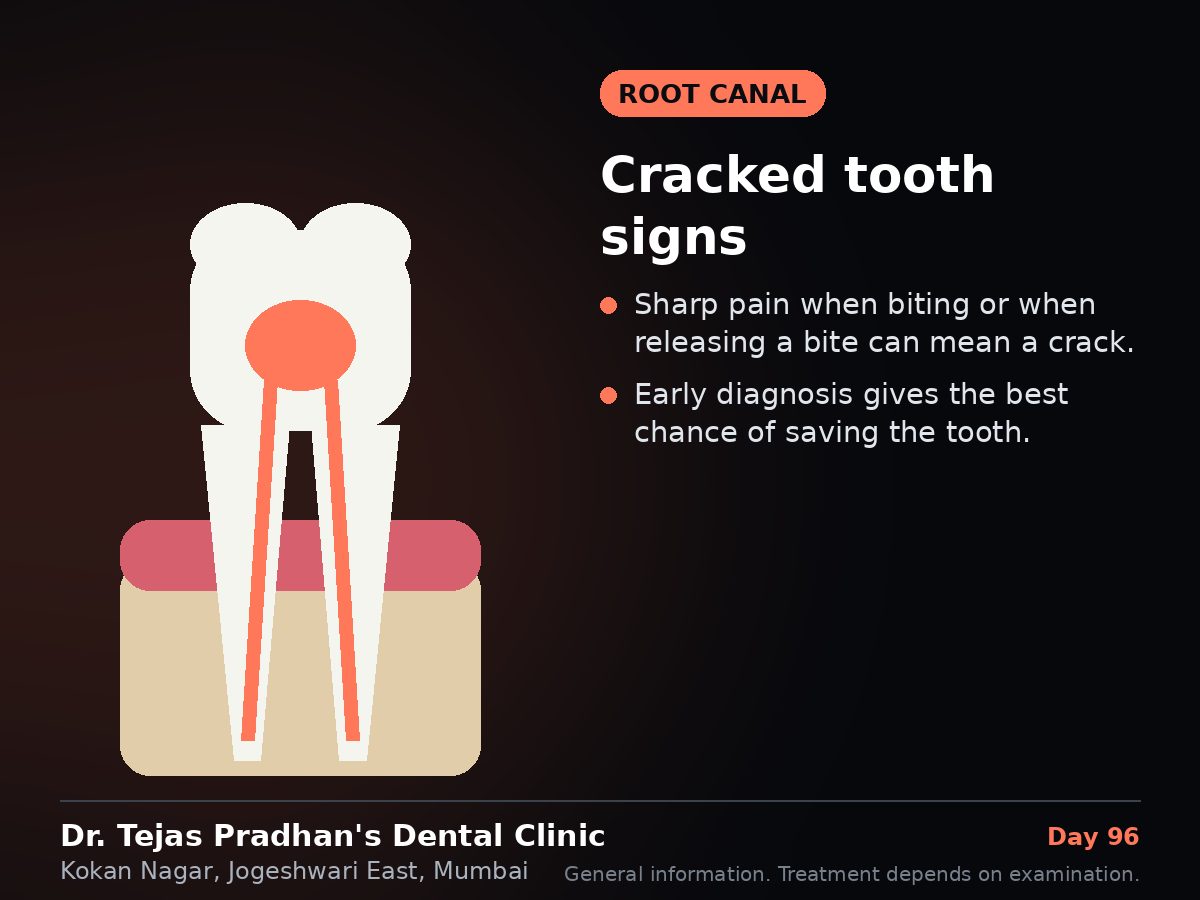 ROOT CANAL
Cracked tooth
signs
Sharp pain when biting or when
releasing a bite can mean a crack.
Early diagnosis gives the best
chance of saving the tooth.
Dr. Tejas Pradhan's Dental Clinic
Day 96
Kokan Nagar, Jogeshwari East, Mumbai
General information. Treatment depends on examination.